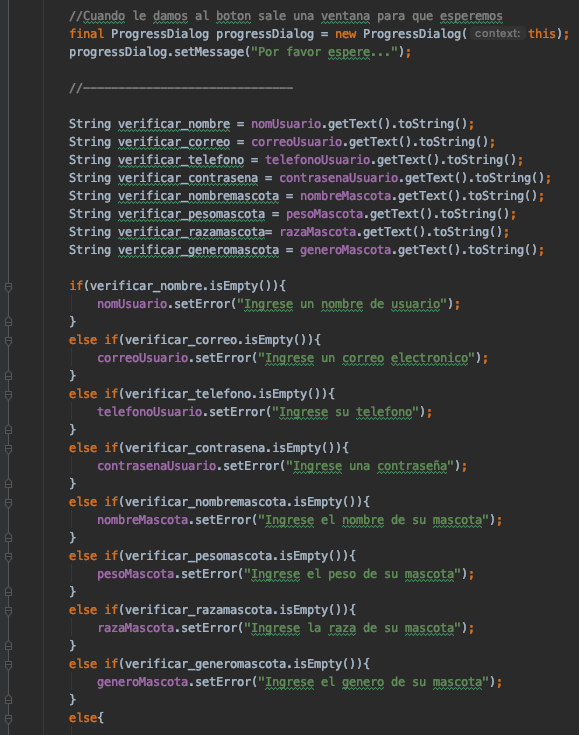 //Cuando le damos al boton sale una ventana para que esperemos
final ProgressDialog progressDialog = new ProgressDialog( context: this);
progressDialog.setMessage("Por favor espere...");
//——————————————————————————————
String verificar_nombre = nomUsuario.getText().toString();
String verificar_correo = correoUsuario.getText().toString();
String verificar_telefono = telefonoUsuario.getText().toString();
String verificar_contrasena = contrasenaUsuario.getText().toString();
String verificar_nombremascota = nombreMascota.getText().toString();
String verificar_pesomascota = pesoMascota.getText().toString();
String verificar_razamascota= razaMascota.getText().toString();
String verificar_generomascota = generoMascota.getText().toString();
if(verificar_nombre.isEmpty()){
nomUsuario.setError("Ingrese un nombre de usuario");
}
else if(verificar_correo.isEmpty()){
correoUsuario.setError("Ingrese un correo electronico");
}
else if(verificar_telefono.isEmpty()){
telefonoUsuario.setError("Ingrese su telefono");
}
else if(verificar_contrasena.isEmpty()){
contrasenaUsuario.setError("Ingrese una contraseña");
}
else if(verificar_nombremascota.isEmpty()){
nombreMascota.setError("Ingrese el nombre de su mascota");
}
else if(verificar_pesomascota.isEmpty()){
pesoMascota.setError("Ingrese el peso de su mascota");
}
else if(verificar_razamascota.isEmpty()){
razaMascota.setError("Ingrese la raza de su mascota");
}
else if(verificar_generomascota.isEmpty()){
generoMascota.setError("Ingrese el genero de su mascota");
}
else{